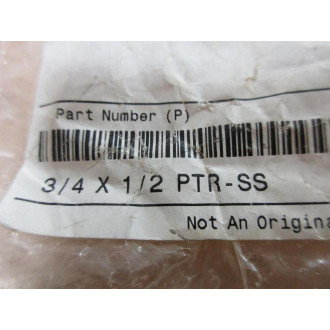 Part Number (P)
3/4 X 1/2 PTR-SS
Not An Origina